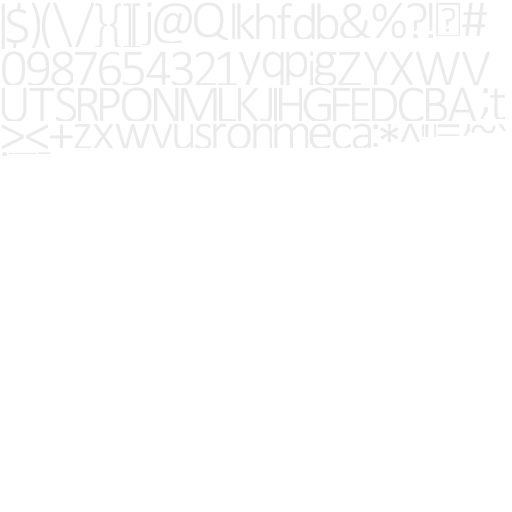 |$)(\/}{][j@Qlkhfdb&%?!⍰#
0987654321yqpigZYXWV
UTSRPONMLKJIHGFEDCBA;t
><+zxwvusronmeca:*^"=,~`
._-